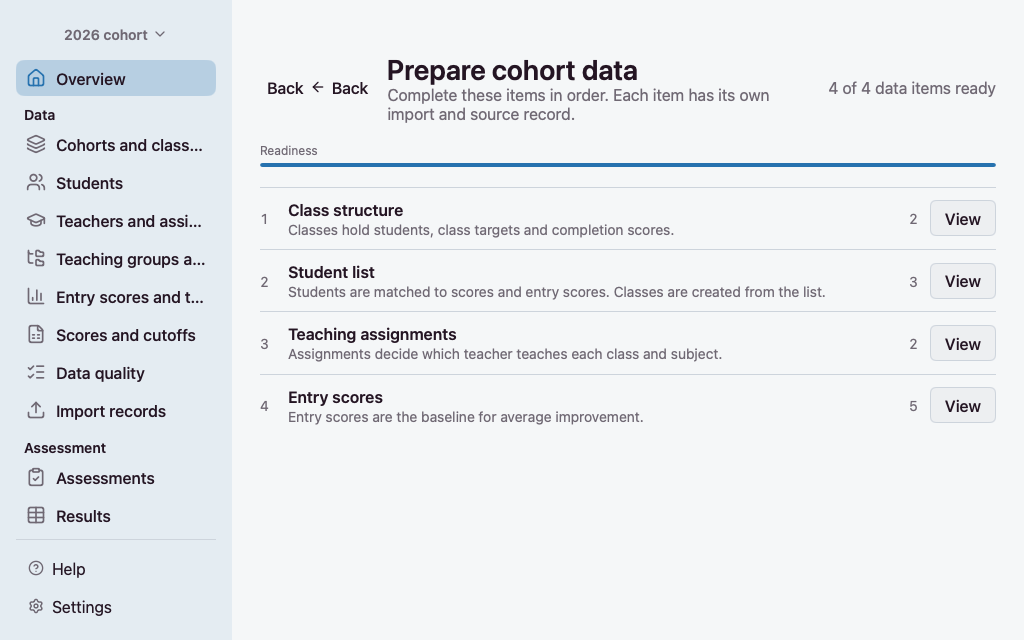 2026 cohort
Overview
Data
Cohorts and class...
Students
Teachers and assi...
Teaching groups a...
Entry scores and t...
Scores and cutoffs
Data quality
Import records
Assessment
Assessments
Results
Help
Settings
Back ← Back
Prepare cohort data
Complete these items in order. Each item has its own
import and source record.
4 of 4 data items ready
Readiness
1 Class structure 2 View
Classes hold students, class targets and completion scores.
2 Student list 3 View
Students are matched to scores and entry scores. Classes are created from the list.
3 Teaching assignments 2 View
Assignments decide which teacher teaches each class and subject.
4 Entry scores 5 View
Entry scores are the baseline for average improvement.